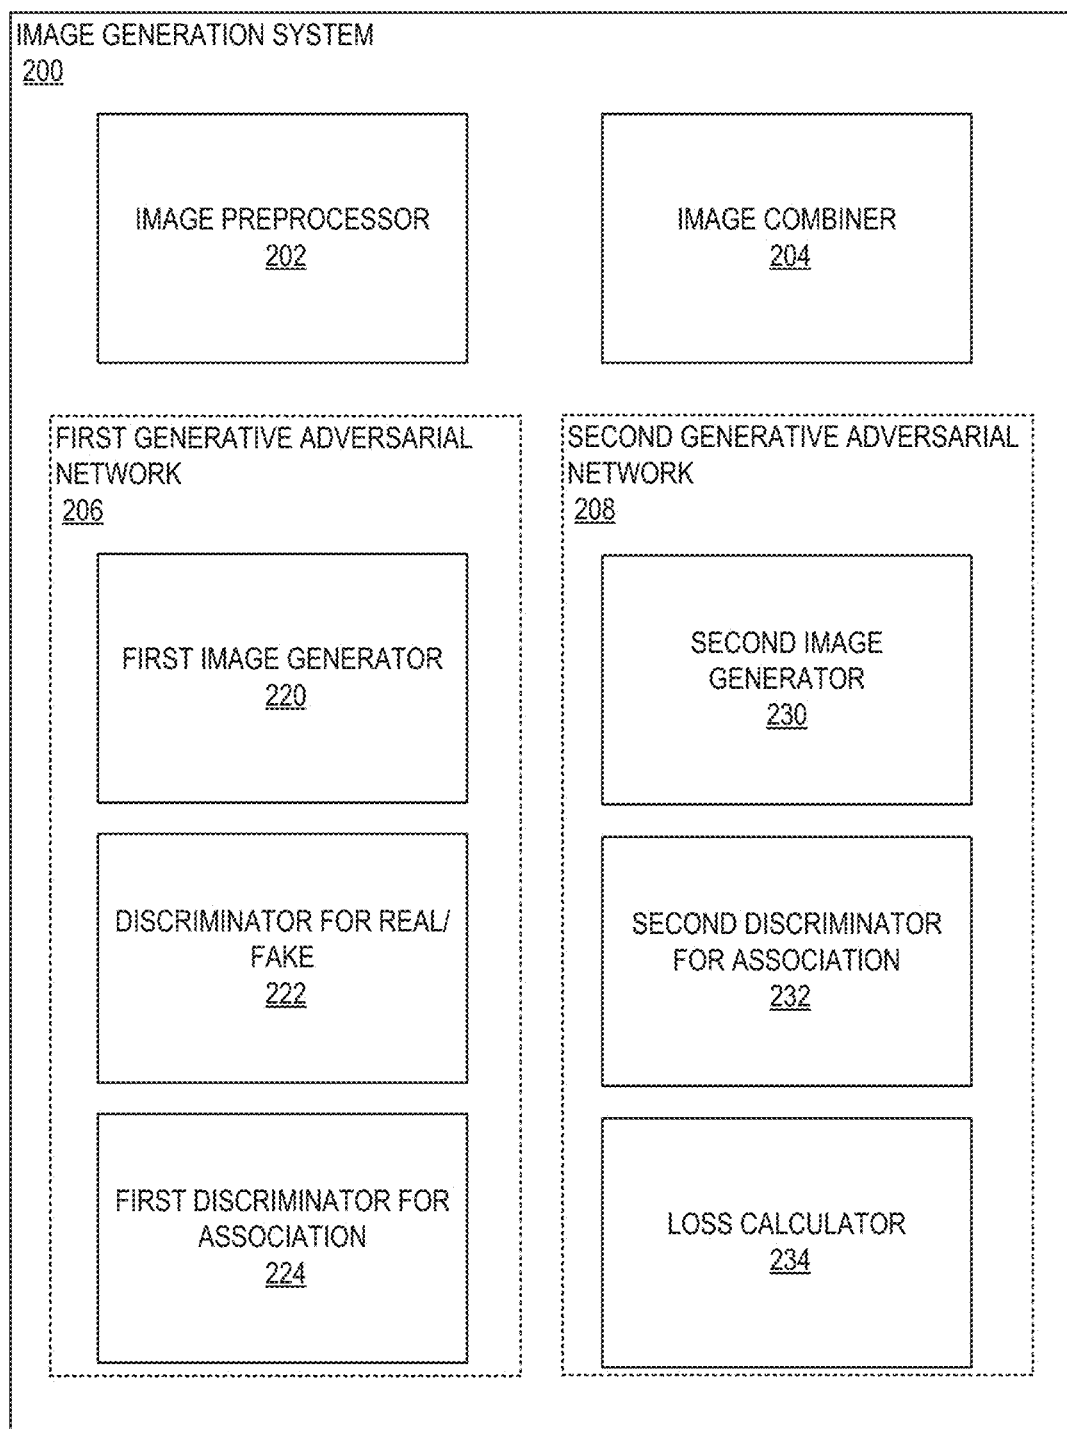 IMAGE GENERATION SYSTEM
200
IMAGE PREPROCESSOR
202
IMAGE COMBINER
204
FIRST GENERATIVE ADVERSARIAL
NETWORK
206
FIRST IMAGE GENERATOR
220
DISCRIMINATOR FOR REAL/
FAKE
222
FIRST DISCRIMINATOR FOR
ASSOCIATION
224
SECOND GENERATIVE ADVERSARIAL
NETWORK
208
SECOND IMAGE
GENERATOR
230
SECOND DISCRIMINATOR
FOR ASSOCIATION
232
LOSS CALCULATOR
234